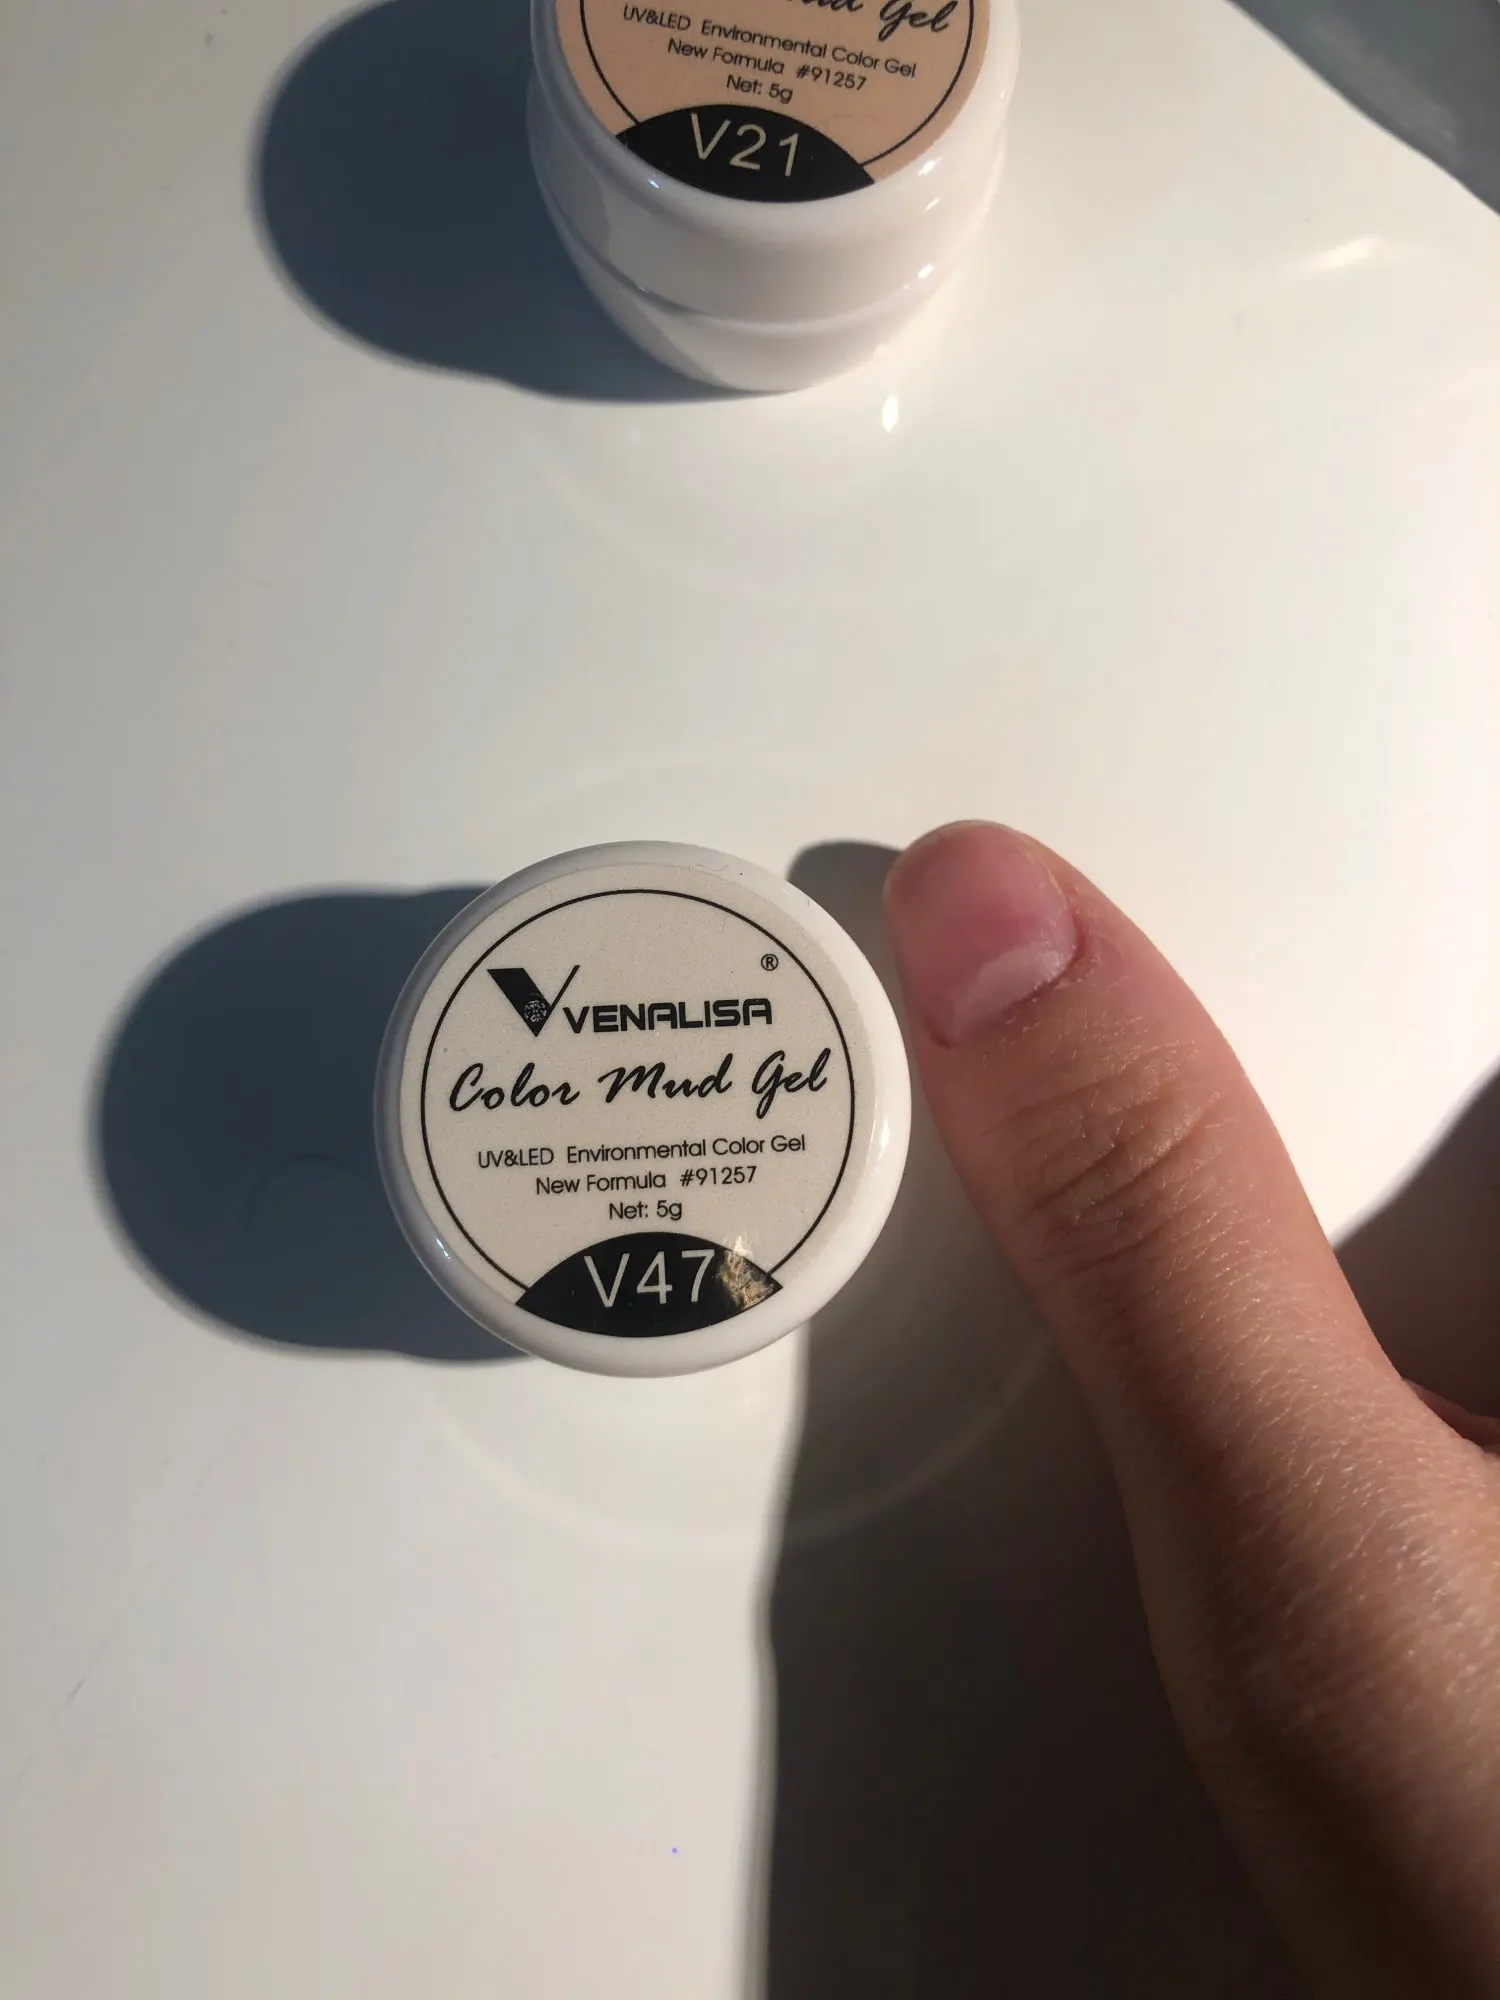 Mud Gel
UV&LED Environmental Color Gel
New Formula #91257
Net: 5g
V21
®
VENALISA
Color Mud Gel
UV&LED Environmental Color Gel
New Formula #91257
Net: 5g
V47